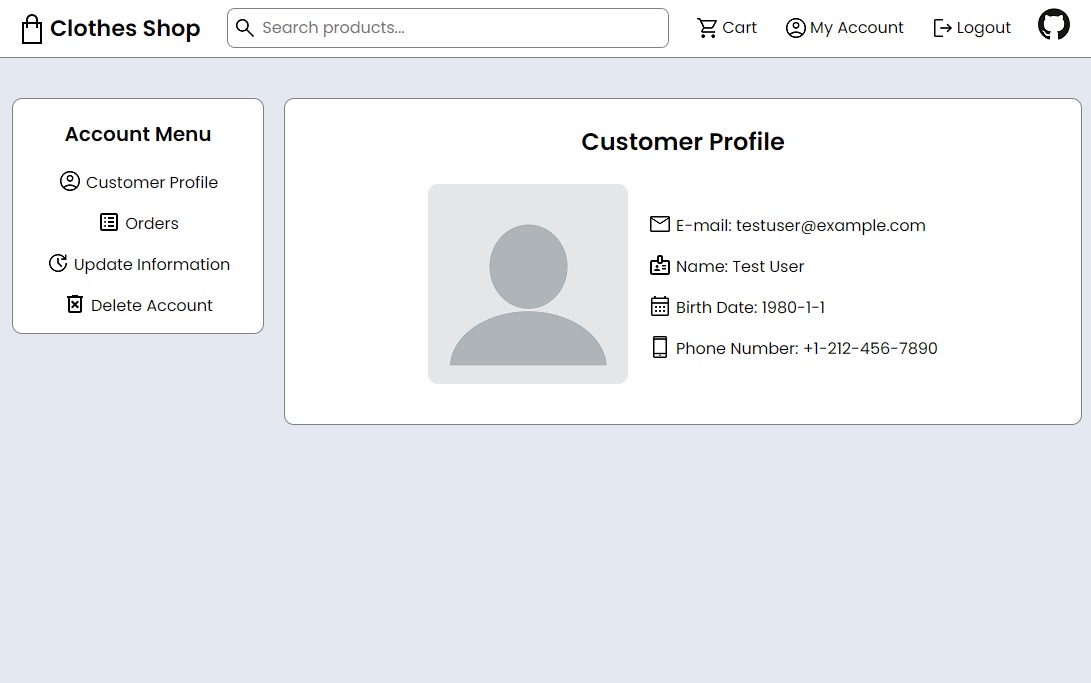 Clothes Shop
Search products...
Cart
My Account
Logout
Account Menu
Customer Profile
Orders
Update Information
Delete Account
Customer Profile
E-mail: testuser@example.com
Name: Test User
Birth Date: 1980-1-1
Phone Number: +1-212-456-7890